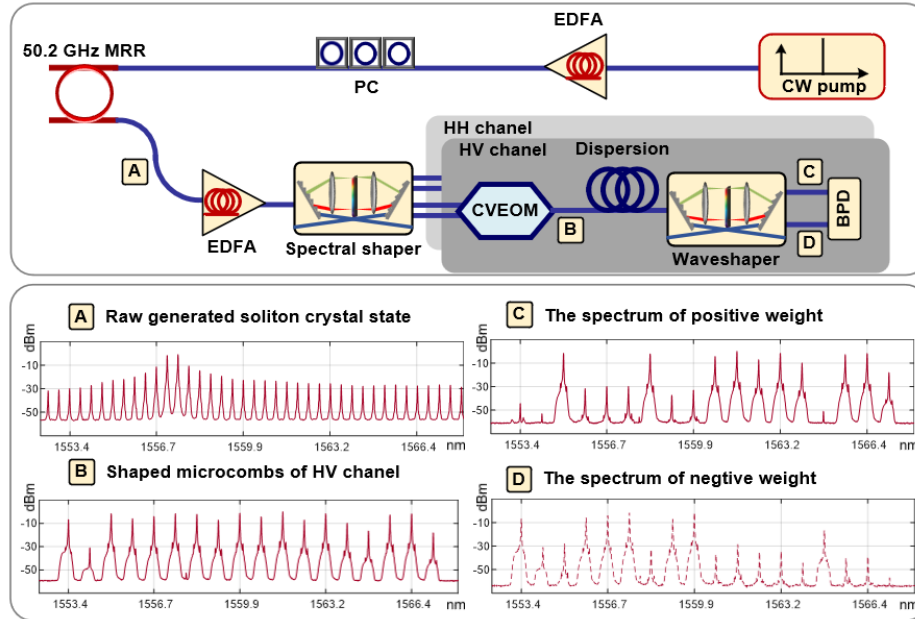 EDFA
50.2 GHz MRR
PC
CW pump
HH chanel
HV channel
Dispersion
A
C
CVEOM
B
D
BPD
EDFA
Spectral shaper
Waveshaper
A Raw generated soliton crystal state
dBm
-10
-30
-50
1553.4 1556.7 1559.9 1563.2 1566.4 nm
C The spectrum of positive weight
dBm
-10
-30
-50
1553.4 1556.7 1559.9 1563.2 1566.4 nm
B Shaped microcombs of HV chanel
dBm
-10
-30
-50
1553.4 1556.7 1559.9 1563.2 1566.4 nm
D The spectrum of negtive weight
dBm
-10
-30
-50
1553.4 1556.7 1559.9 1563.2 1566.4 nm